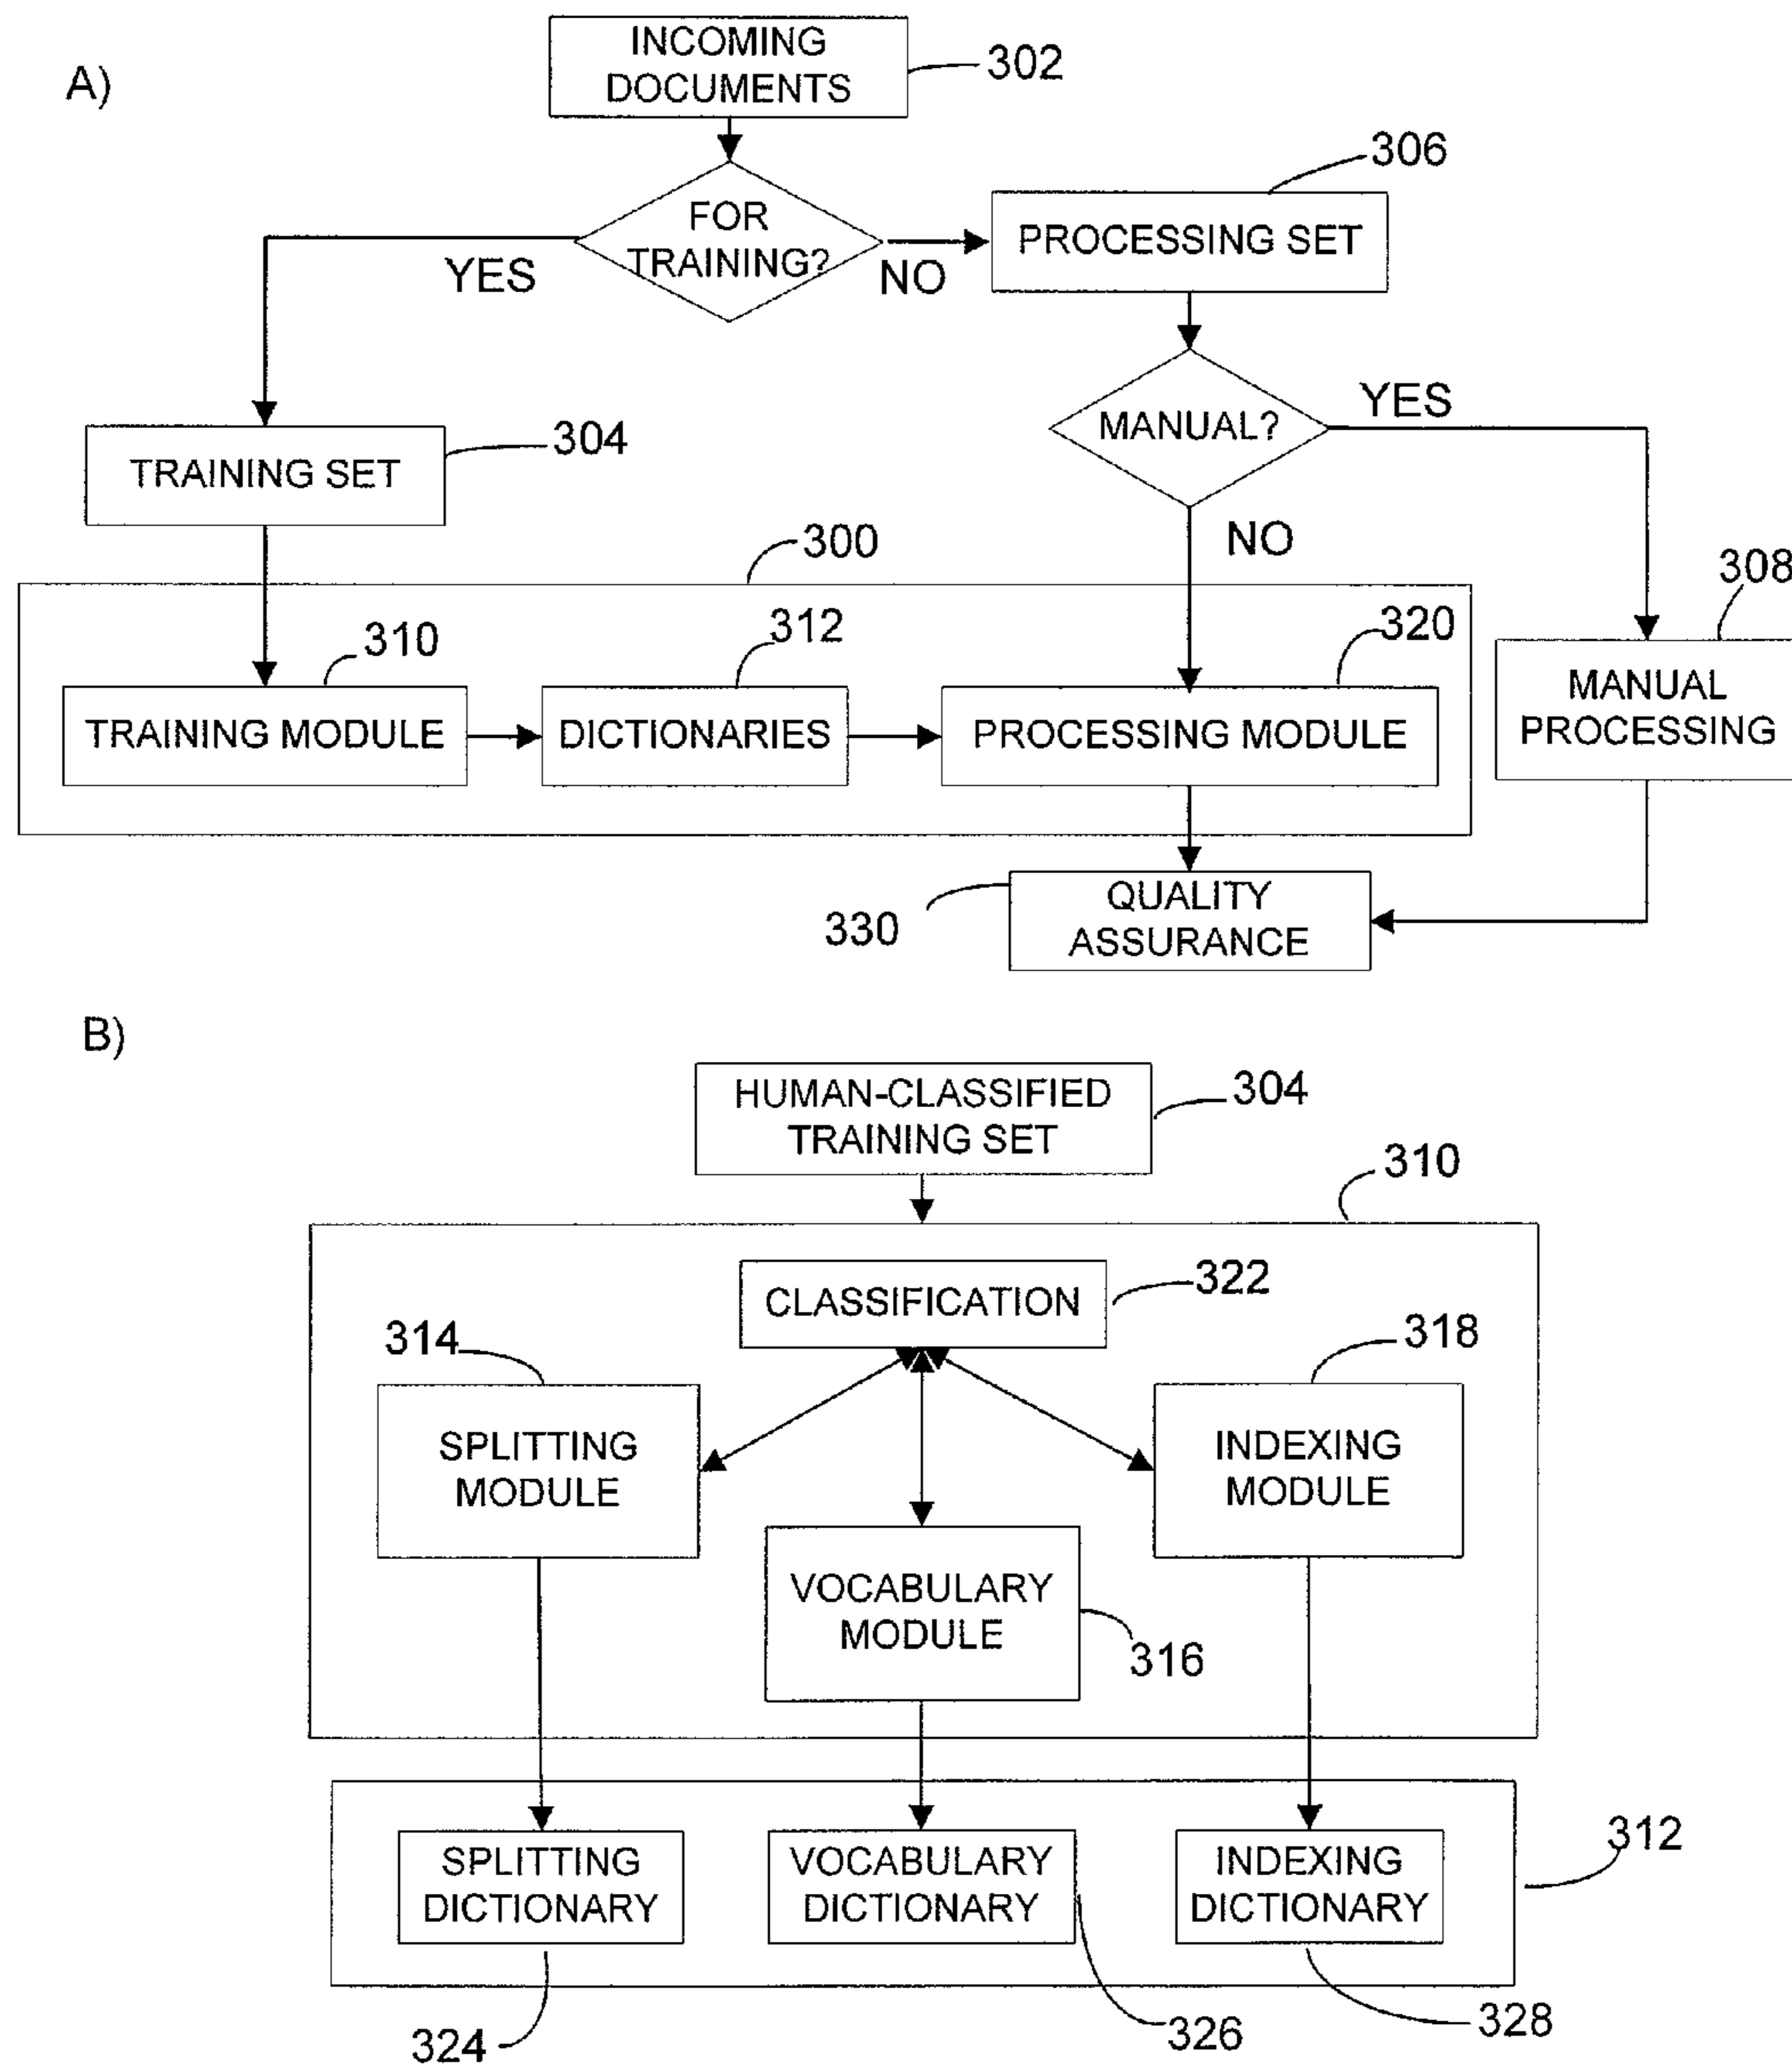 A)
INCOMING
DOCUMENTS
302
FOR
TRAINING?
YES
NO
306
PROCESSING SET
MANUAL?
YES
NO
304
TRAINING SET
300
308
310
312
320
TRAINING MODULE
DICTIONARIES
PROCESSING MODULE
MANUAL
PROCESSING
330
QUALITY
ASSURANCE
B)
HUMAN-CLASSIFIED
TRAINING SET
304
310
CLASSIFICATION
322
314
318
SPLITTING
MODULE
INDEXING
MODULE
VOCABULARY
MODULE
316
SPLITTING
DICTIONARY
VOCABULARY
DICTIONARY
INDEXING
DICTIONARY
312
324
326
328